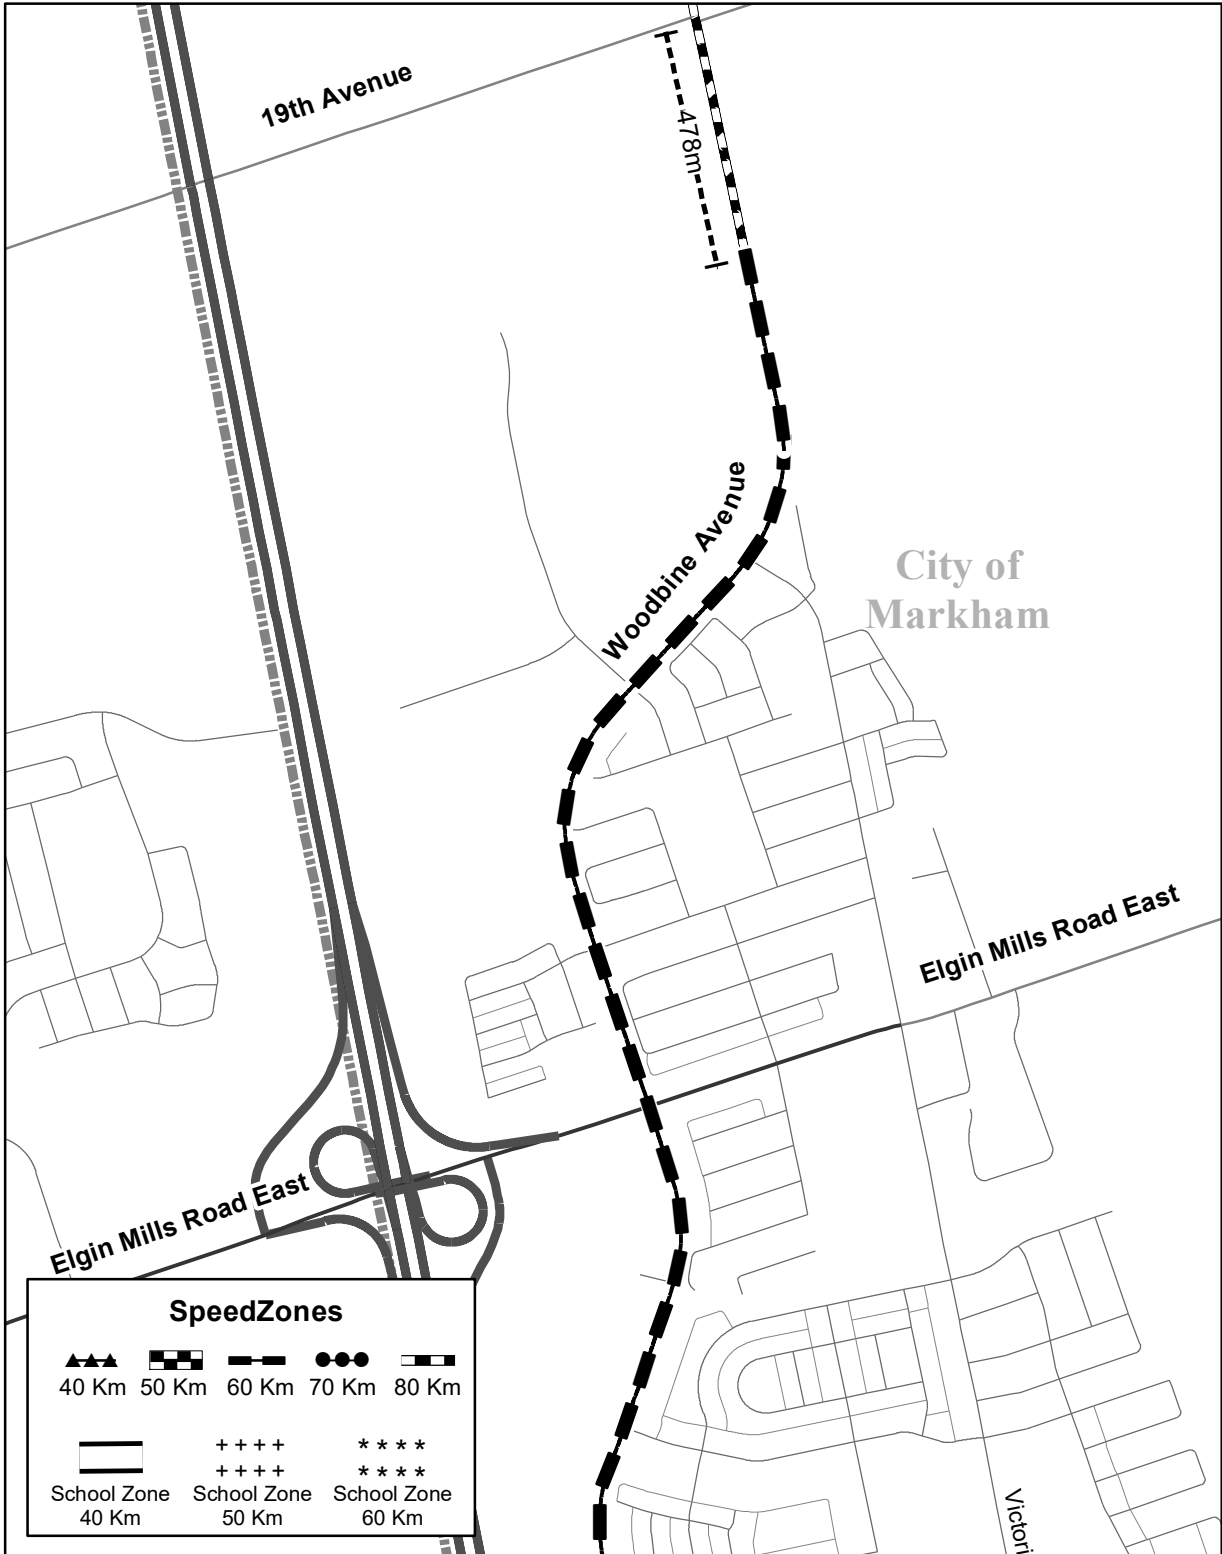 19th Avenue
478m
Woodbine Avenue
City of
Markham
Elgin Mills Road East
Elgin Mills Road East
SpeedZones
40 Km 50 Km 60 Km 70 Km 80 Km
School Zone School Zone School Zone
40 Km 50 Km 60 Km
Victori